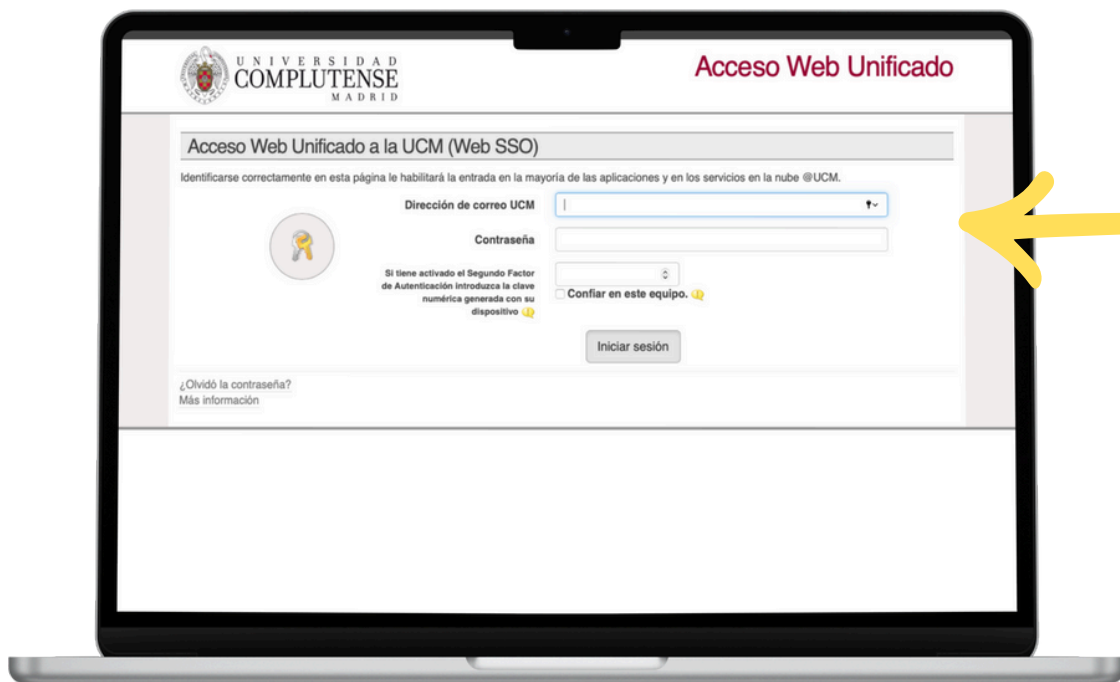 UNIVERSIDAD
COMPLUTENSE
MADRID
Acceso Web Unificado
Acceso Web Unificado a la UCM (Web SSO)
Identificarse correctamente en esta página le habilitará la entrada en la mayoría de las aplicaciones y en los servicios en la nube @UCM.
Dirección de correo UCM
Contraseña
Si tiene activado el Segundo Factor
de Autenticación introduzca la clave
numérica generada con su
dispositivo
Confiar en este equipo.
Iniciar sesión
¿Olvidó la contraseña?
Más información